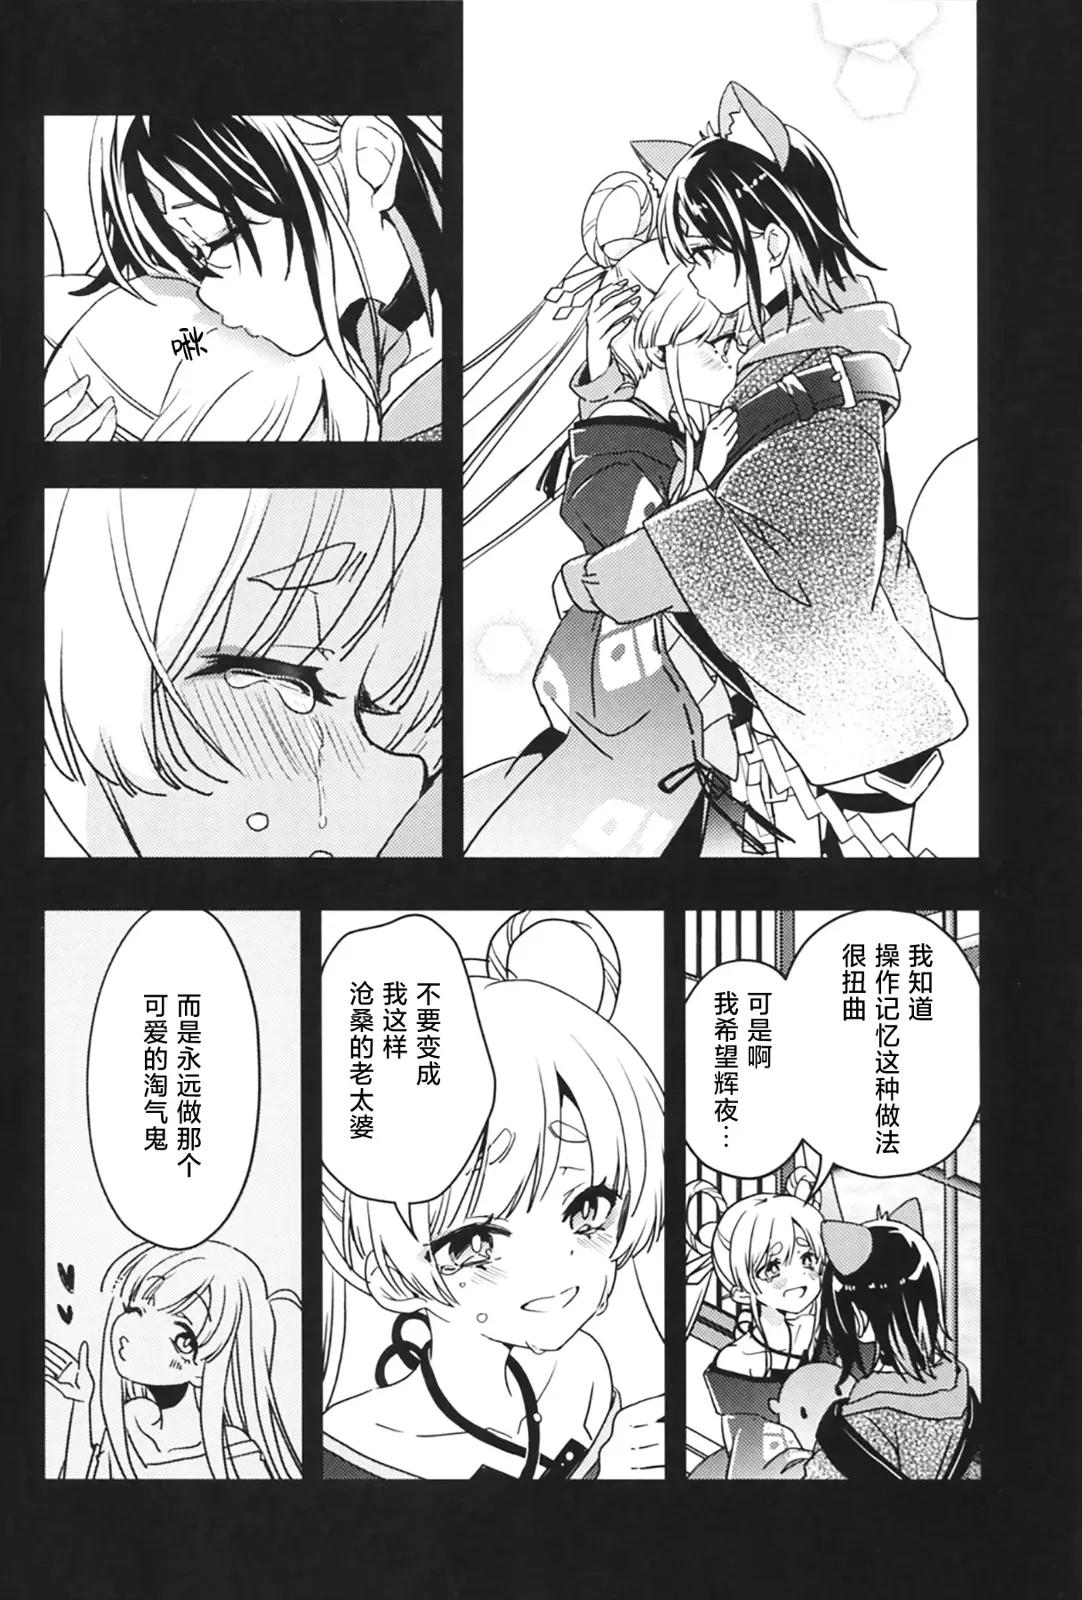 啾
我知道
操作记忆这种做法
很扭曲
可是啊
我希望辉夜…
不要变成
我这样
沧桑的老太婆
而是永远做那个
可爱的淘气鬼